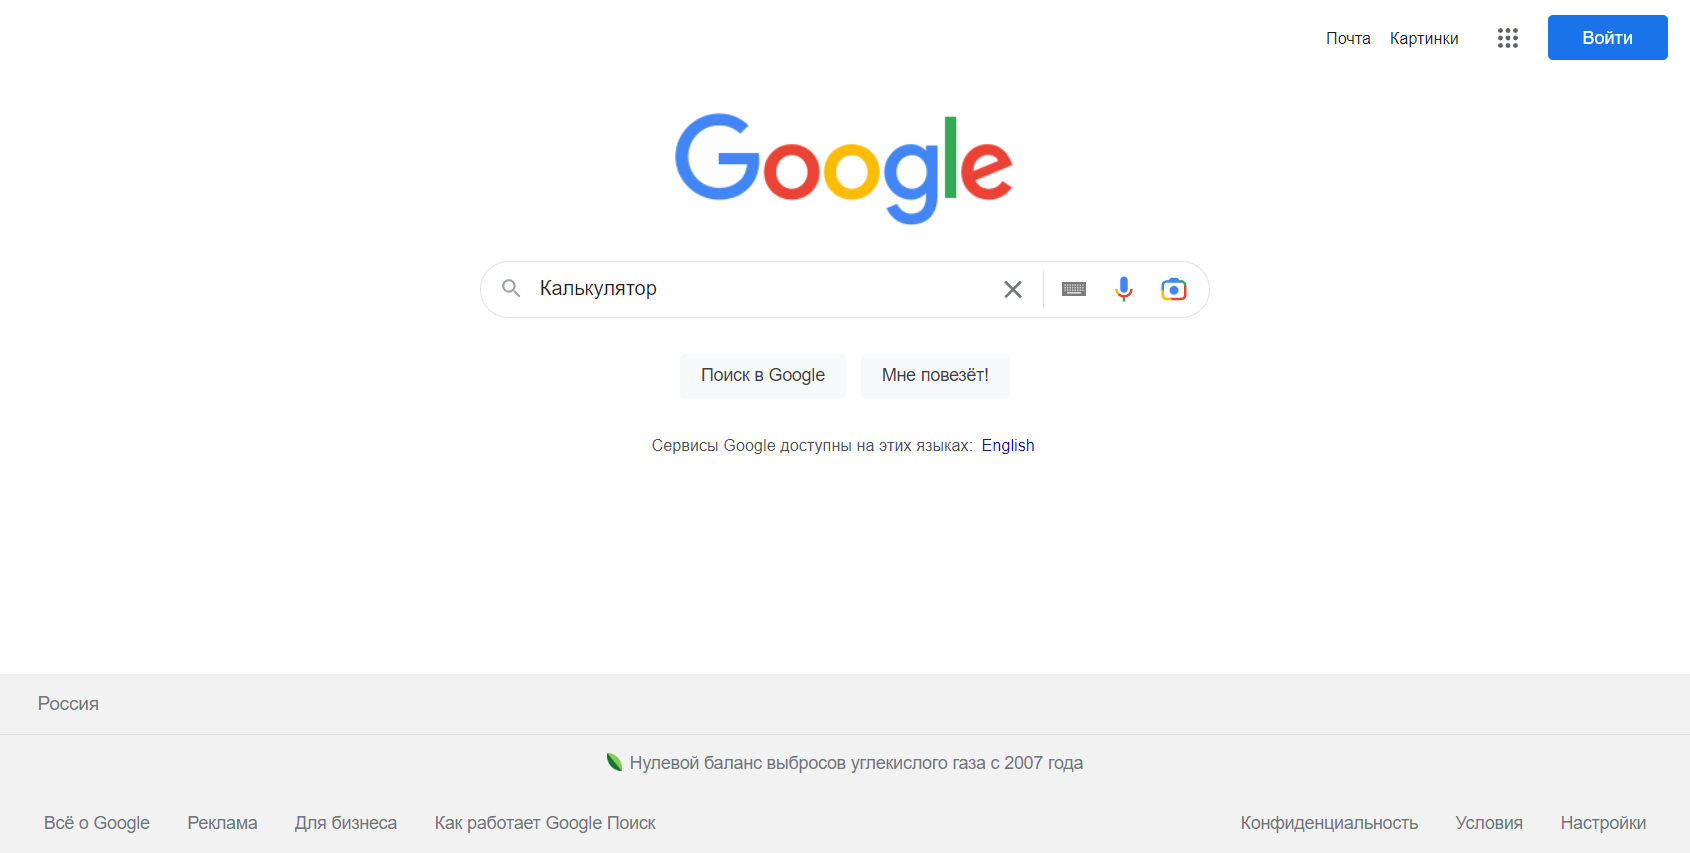 Почта Картинки Войти
Google
Калькулятор
Поиск в Google Мне повезёт!
Сервисы Google доступны на этих языках: English
Россия
Нулевой баланс выбросов углекислого газа с 2007 года
Всё о Google Реклама Для бизнеса Как работает Google Поиск Конфиденциальность Условия Настройки